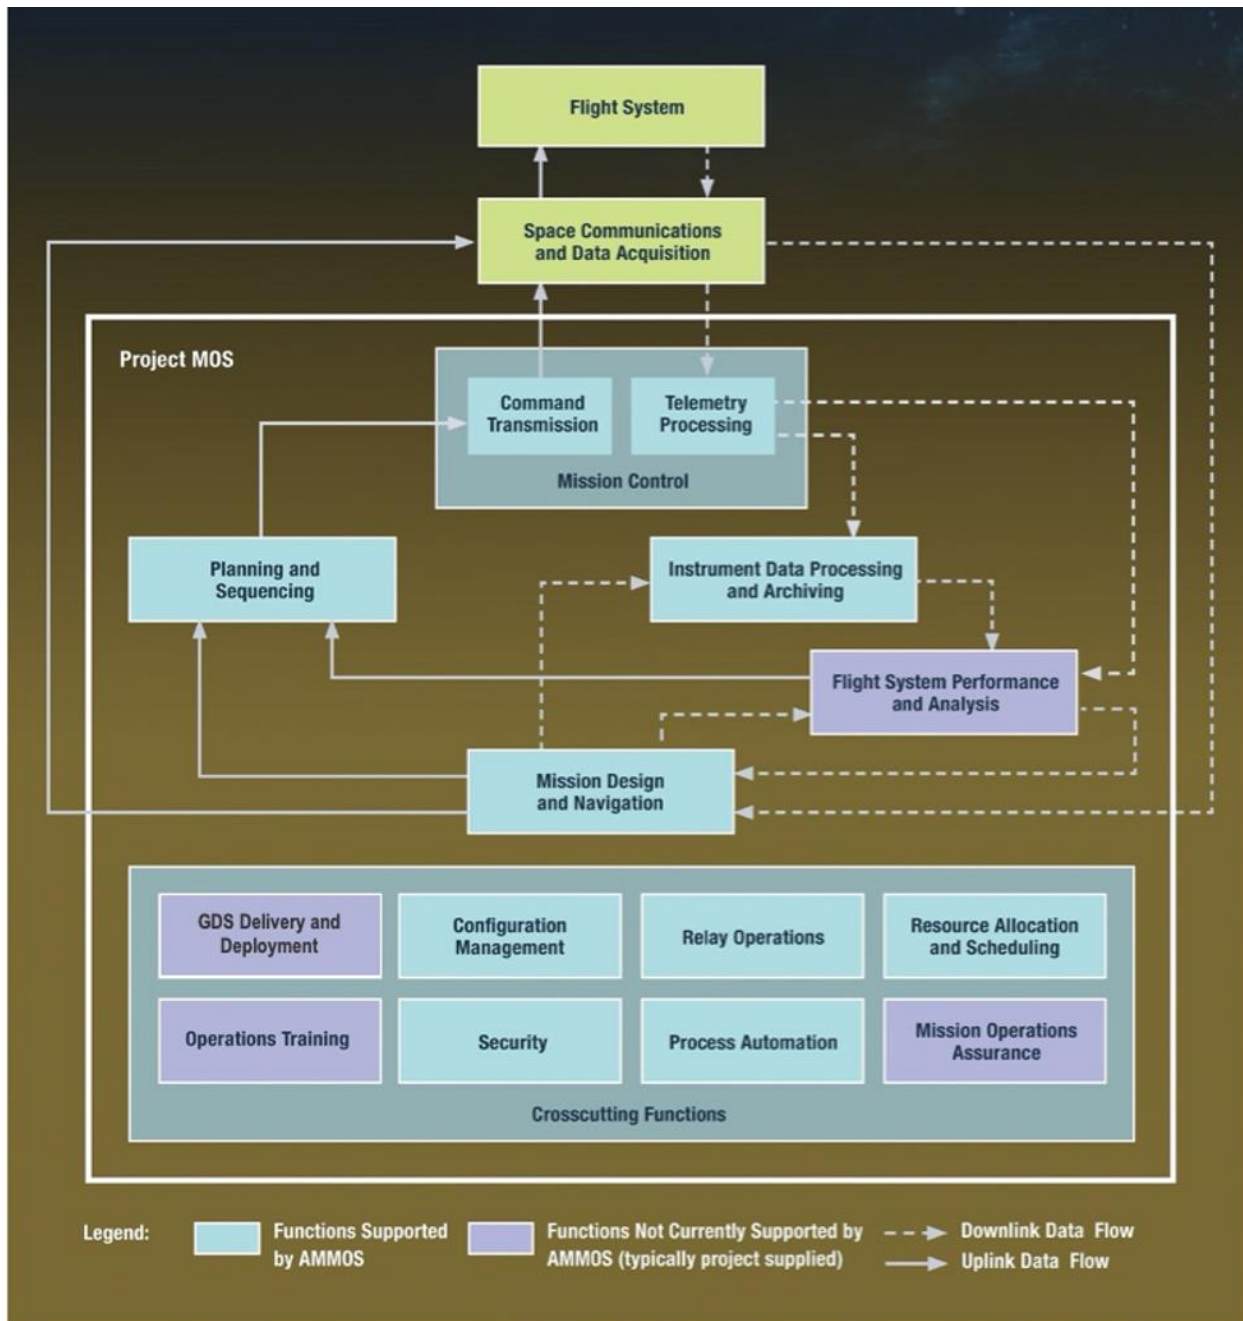 Flight System
Space Communications
and Data Acquisition
Project MOS
Command
Transmission
Telemetry
Processing
Mission Control
Planning and
Sequencing
Instrument Data Processing
and Archiving
Flight System Performance
and Analysis
Mission Design
and Navigation
GDS Delivery and
Deployment
Configuration
Management
Relay Operations
Resource Allocation
and Scheduling
Operations Training
Security
Process Automation
Mission Operations
Assurance
Crosscutting Functions
Legend:
Functions Supported
by AMMOS
Functions Not Currently Supported by
AMMOS (typically project supplied)
Downlink Data Flow
Uplink Data Flow